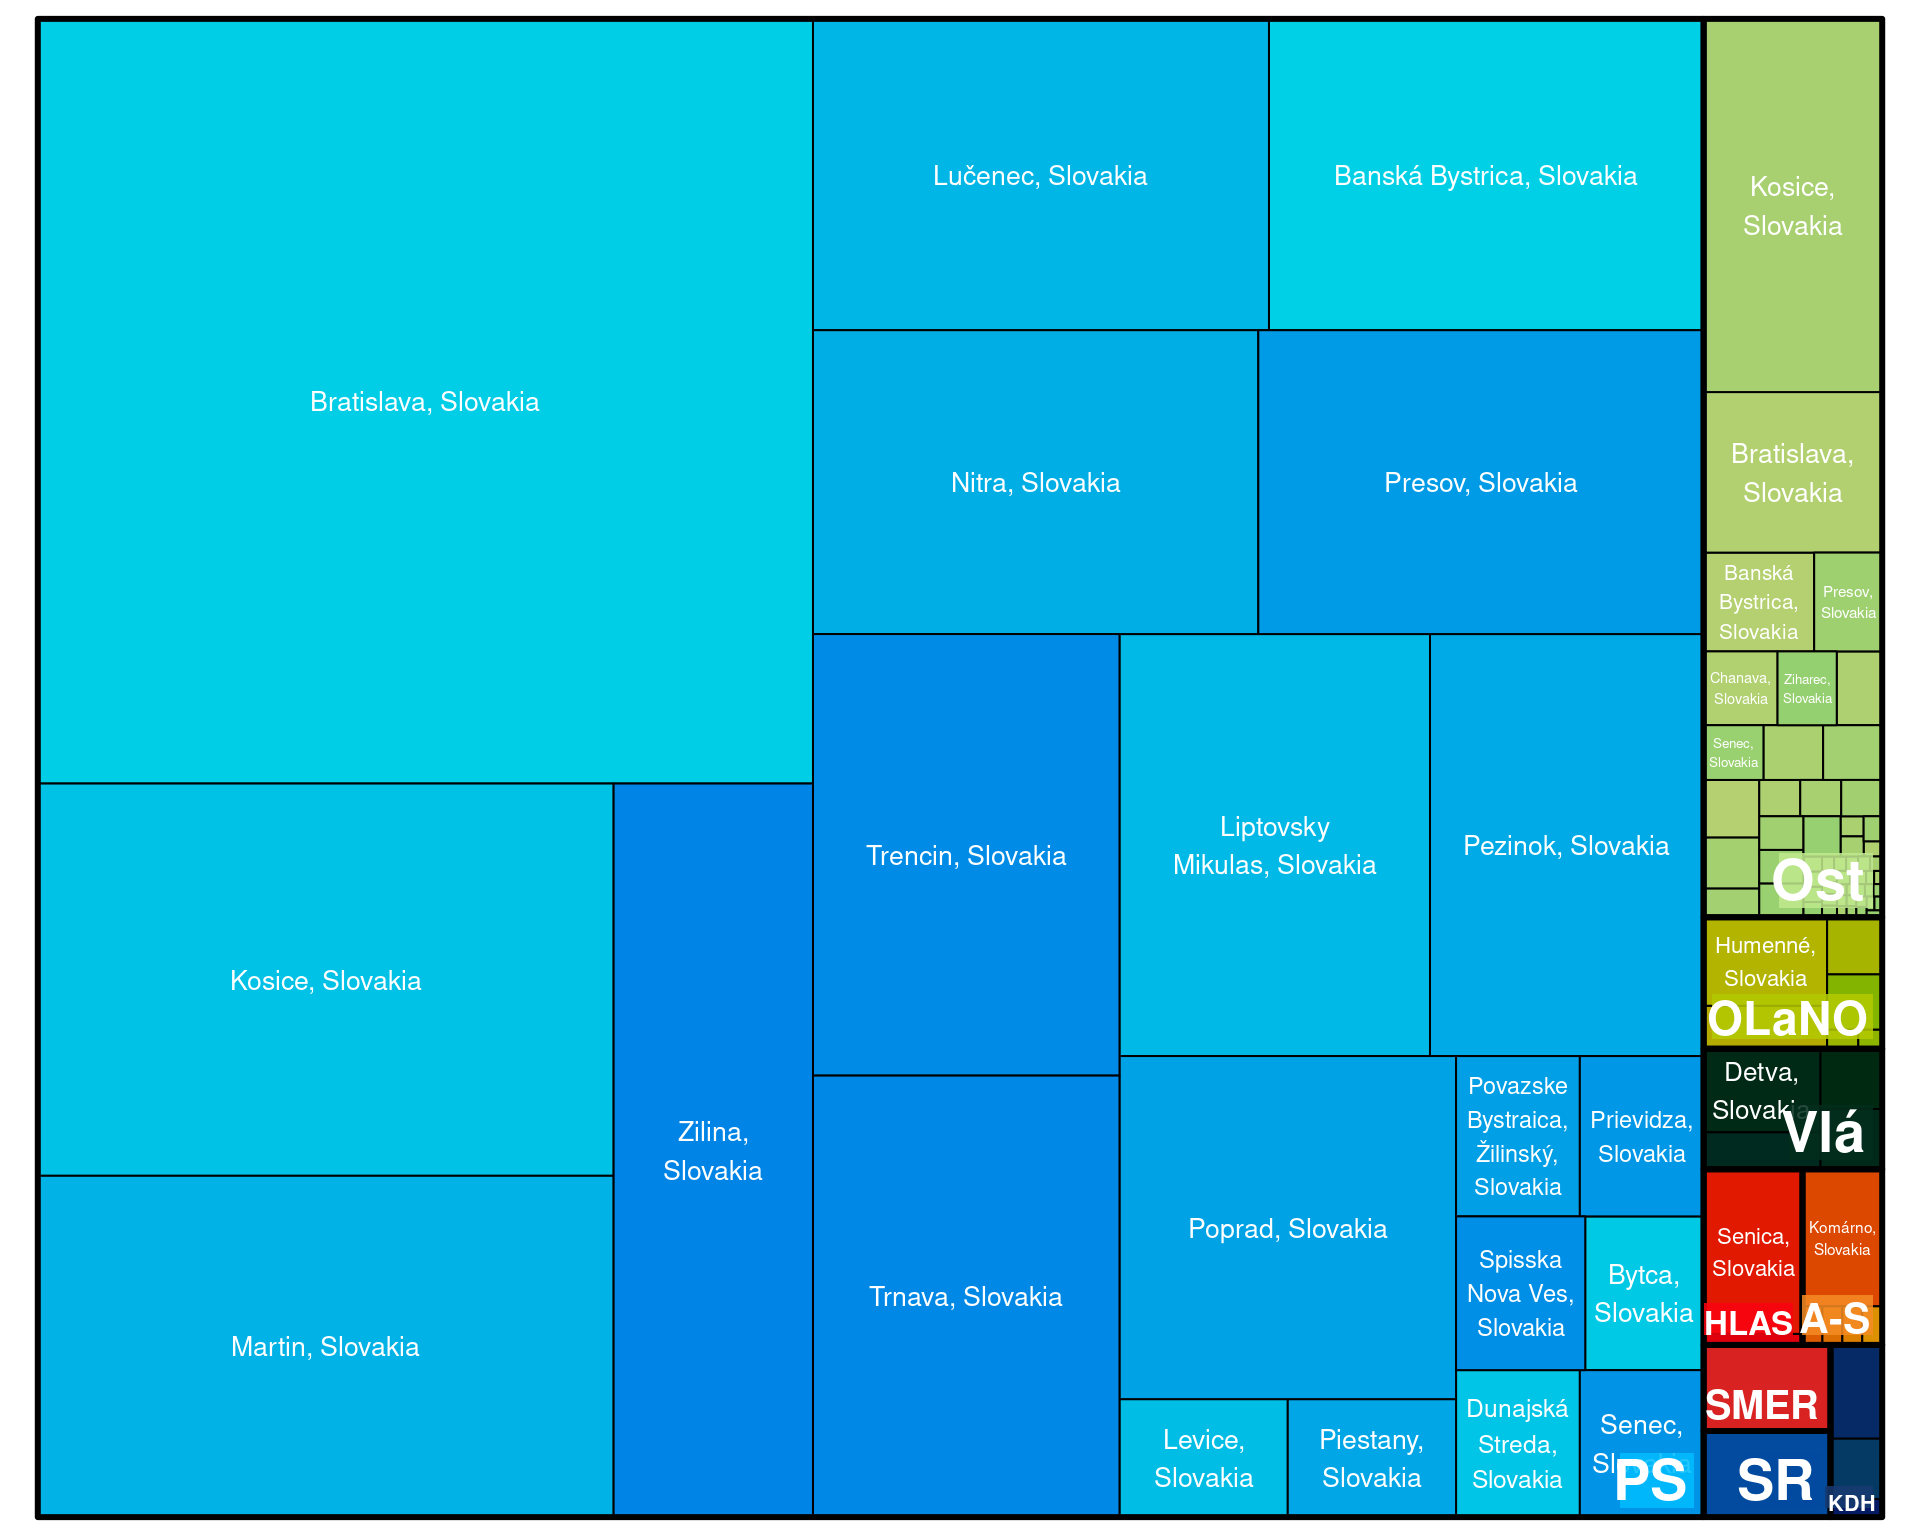 Bratislava, Slovakia
Lučenec, Slovakia
Banská Bystrica, Slovakia
Nitra, Slovakia
Presov, Slovakia
Kosice, Slovakia
Martin, Slovakia
Zilina,
Slovakia
Trencin, Slovakia
Trnava, Slovakia
Liptovsky
Mikulas, Slovakia
Pezinok, Slovakia
Poprad, Slovakia
Levice,
Slovakia
Piestany,
Slovakia
Povazske
Bystraica,
Žilinský,
Slovakia
Prievidza,
Slovakia
Spisska
Nova Ves,
Slovakia
Bytca,
Slovakia
Dunajská
Streda,
Slovakia
Senec,
Slovakia
PS
Kosice,
Slovakia
Bratislava,
Slovakia
Banská
Bystrica,
Slovakia
Presov,
Slovakia
Chanava,
Slovakia
Ziharec,
Slovakia
Senec,
Slovakia
Ost
Humenné,
Slovakia
OLaNO
Detva,
Slovakia
Vlá
Senica,
Slovakia
HLAS
Komárno,
Slovakia
A-S
SMER
SR
KDH